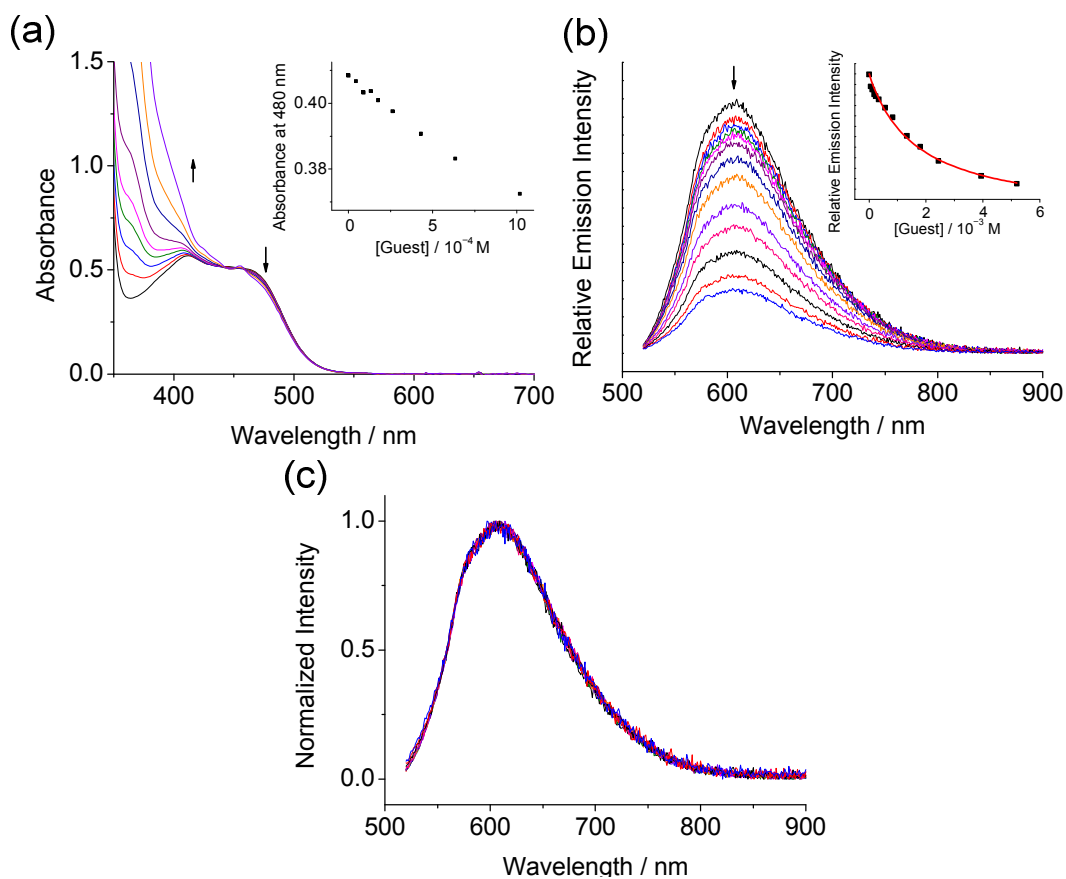 (a)
1.5
1.0
0.5
0.0
Absorbance
400
500
600
700
Wavelength / nm
Absorbance at 480 nm
0.40
0.38
0
5
10
[Guest] / 10⁻⁴ M
(b)
Relative Emission Intensity
500
600
700
800
900
Wavelength / nm
Relative Emission Intensity
0
2
4
6
[Guest] / 10⁻³ M
(c)
1.0
0.5
0.0
Normalized Intensity
500
600
700
800
900
Wavelength / nm